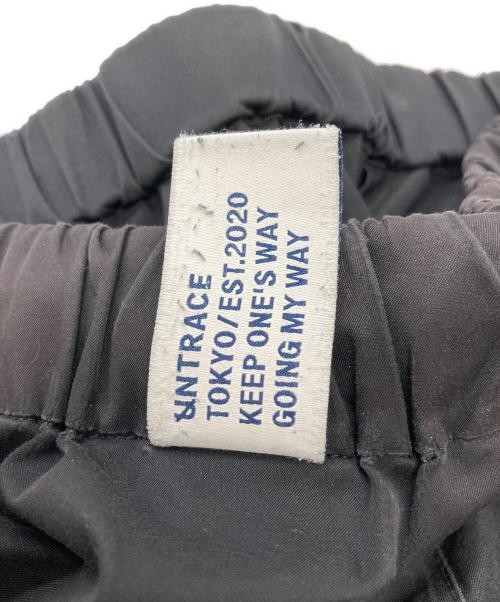 UNTRACE
TOKYO/EST.2020
KEEP ONE'S WAY
GOING MY WAY